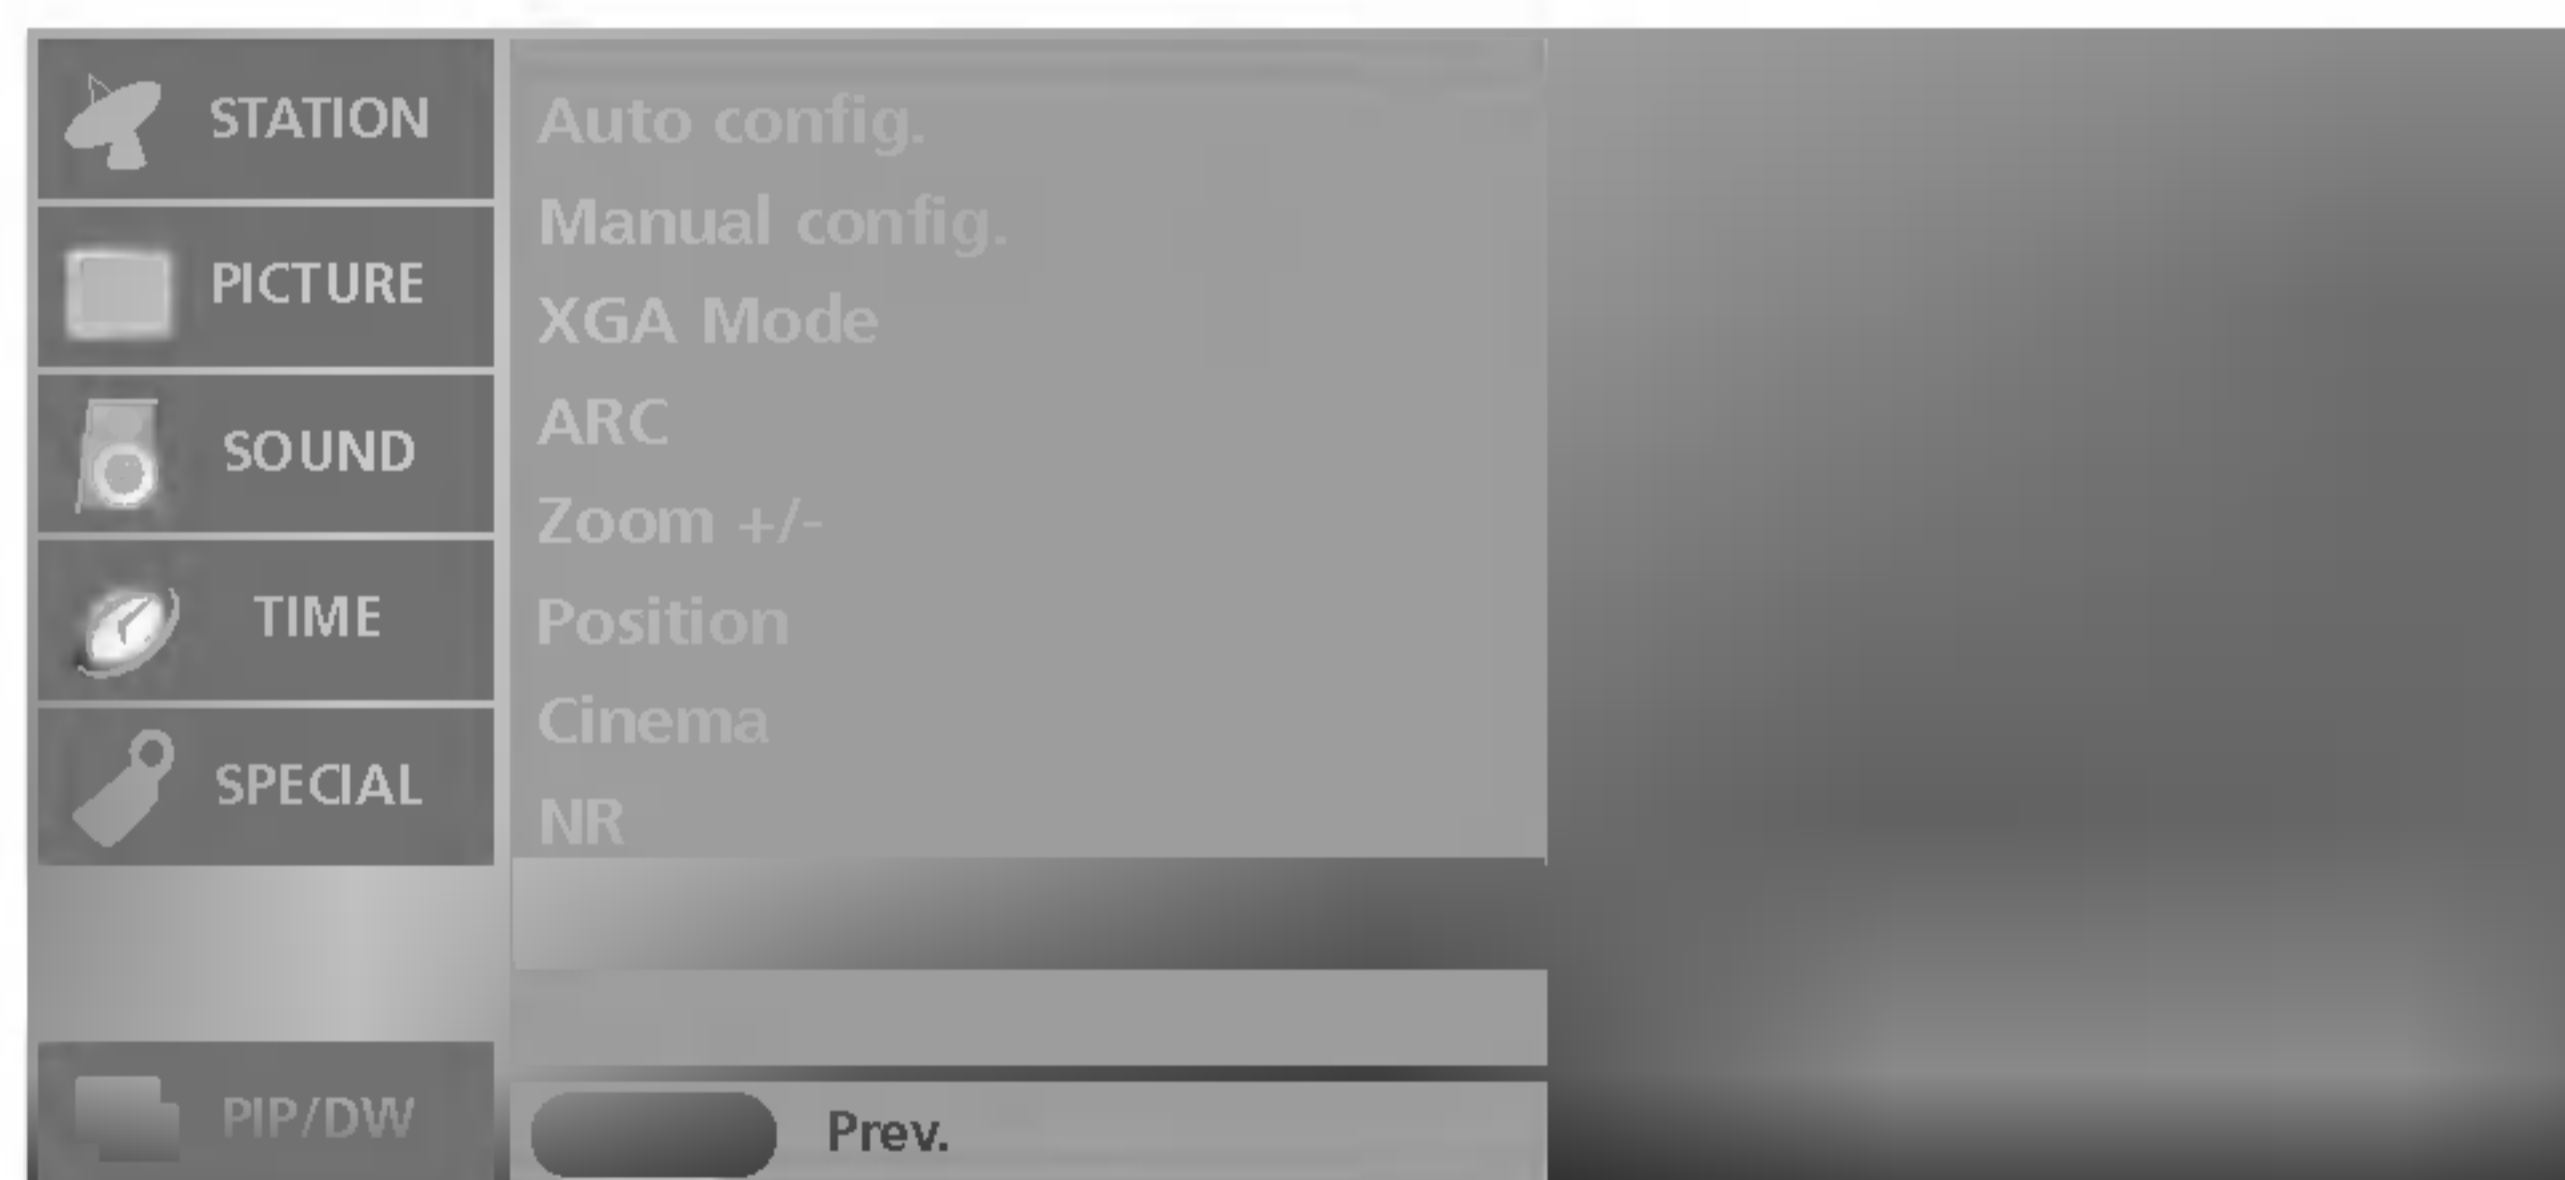 STATION
PICTURE
SOUND
TIME
SPECIAL
PIP/DW
Auto config.
Manual config.
XGA Mode
ARC
Zoom +/-
Position
Cinema
NR
Prev.